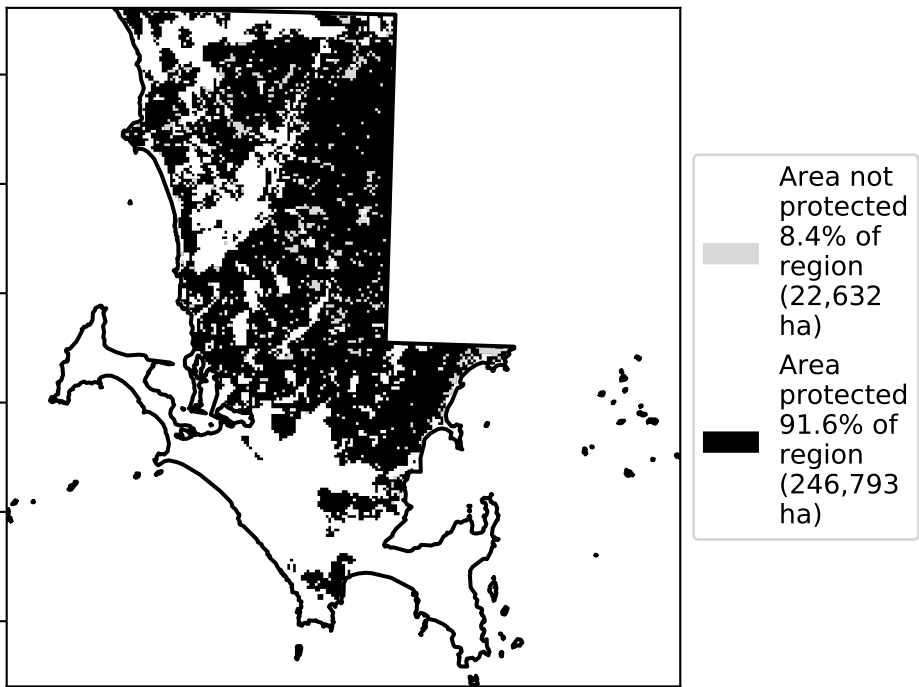 Area not
protected
8.4% of
region
(22,632
ha)
Area
protected
91.6% of
region
(246,793
ha)